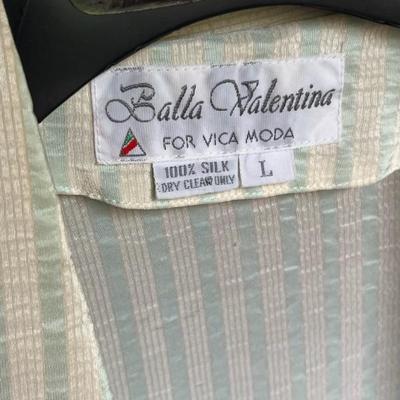 Balla Valentina
FOR VICA MODA
100% SILK
DRY CLEAN ONLY
L